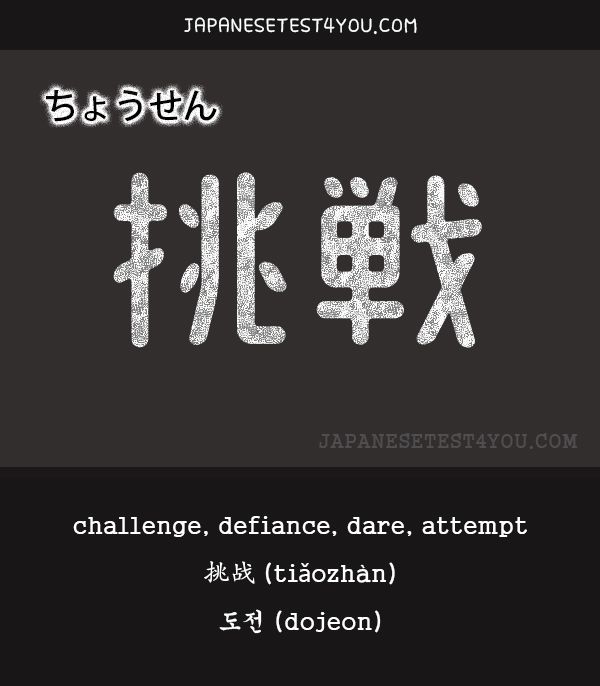 JAPANESETEST4YOU.COM
ちょうせん
挑戦
JAPANESETEST4YOU.COM
challenge, defiance, dare, attempt
挑战 (tiǎozhàn)
도전 (dojeon)